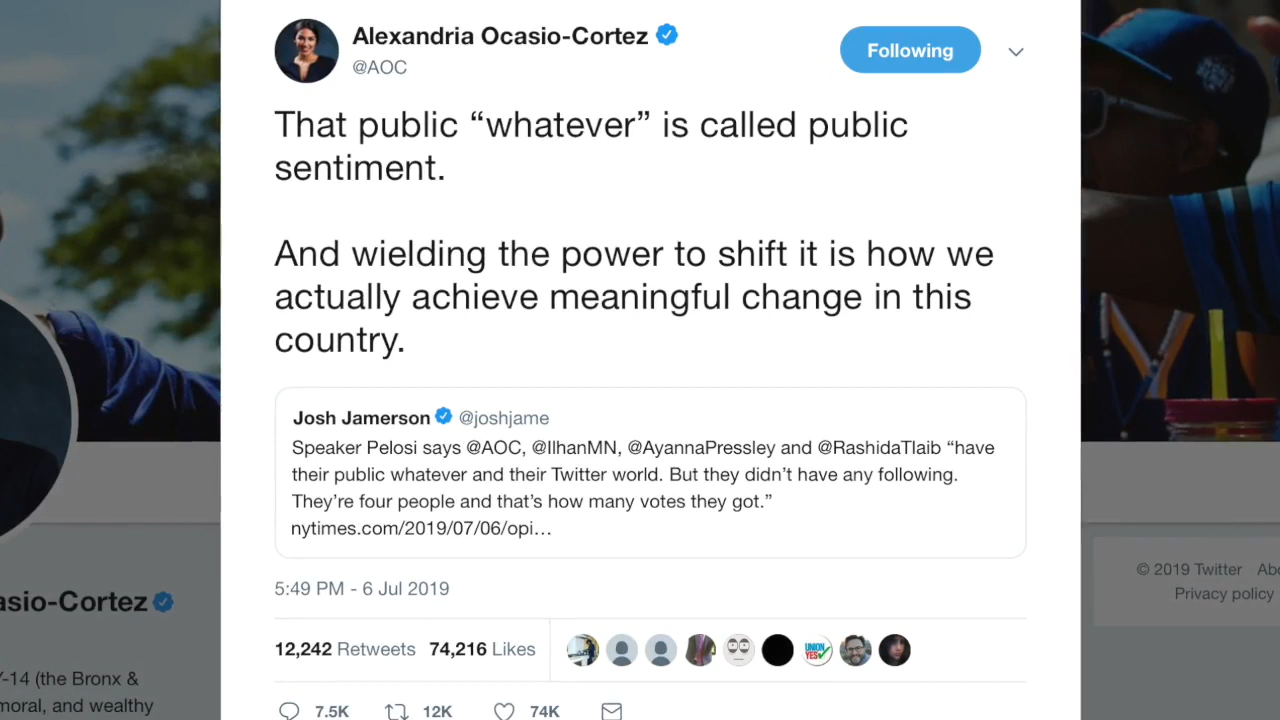 Alexandria Ocasio-Cortez
@AOC
Following
That public “whatever” is called public
sentiment.
And wielding the power to shift it is how we
actually achieve meaningful change in this
country.
Josh Jamerson @joshjame
Speaker Pelosi says @AOC, @IlhanMN, @AyannaPressley and @RashidaTlaib “have
their public whatever and their Twitter world. But they didn’t have any following.
They’re four people and that’s how many votes they got.”
nytimes.com/2019/07/06/opi…
5:49 PM - 6 Jul 2019
12,242 Retweets 74,216 Likes
UNION YES
7.5K 12K 74K
asio-Cortez
-14 (the Bronx &
moral, and wealthy
© 2019 Twitter Abo
Privacy policy